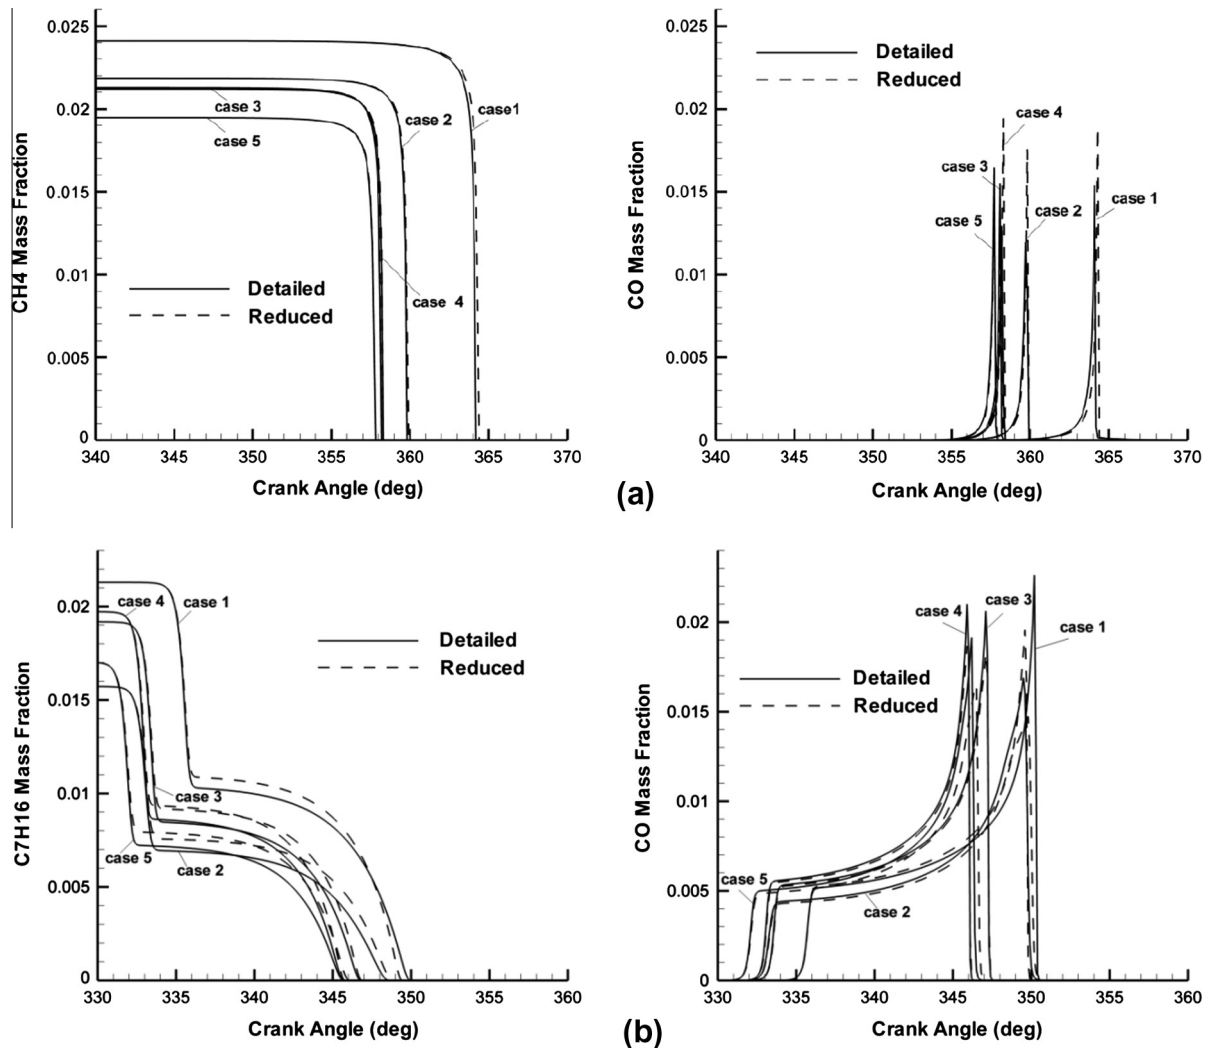 0.025
0.02
0.015
0.01
0.005
0
CH4 Mass Fraction
case 3
case 5
case 2
case1
case 4
Detailed
Reduced
340
345
350
355
360
365
370
Crank Angle (deg)
0.025
0.02
0.015
0.01
0.005
0
CO Mass Fraction
Detailed
Reduced
case 4
case 3
case 1
case 5
case 2
340
345
350
355
360
365
370
Crank Angle (deg)
(a)
0.02
0.015
0.01
0.005
0
C7H16 Mass Fraction
case 4
case 1
Detailed
Reduced
case 3
case 5
case 2
330
335
340
345
350
355
360
Crank Angle (deg)
0.02
0.015
0.01
0.005
0
CO Mass Fraction
case 4
case 3
case 1
Detailed
Reduced
case 5
case 2
330
335
340
345
350
355
360
Crank Angle (deg)
(b)